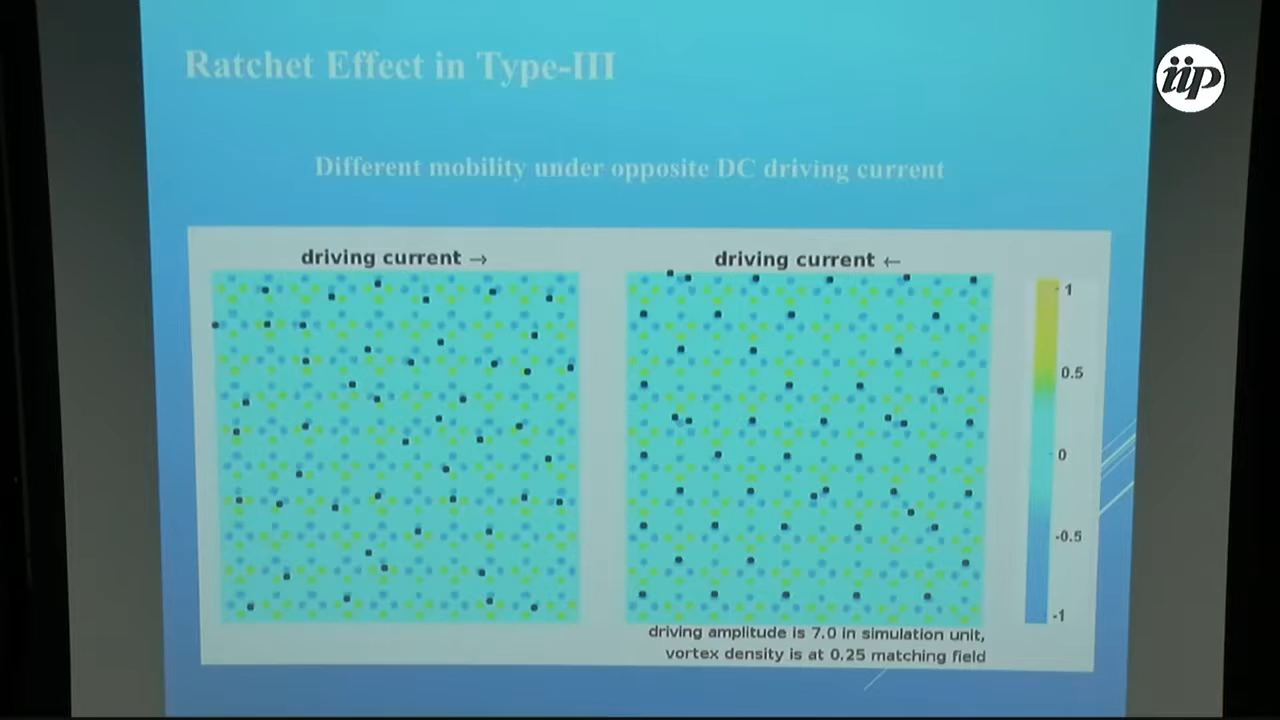 Ratchet Effect in Type-III
iip
Different mobility under opposite DC driving current
driving current →
driving current ←
1
0.5
0
-0.5
-1
driving amplitude is 7.0 in simulation unit,
vortex density is at 0.25 matching field